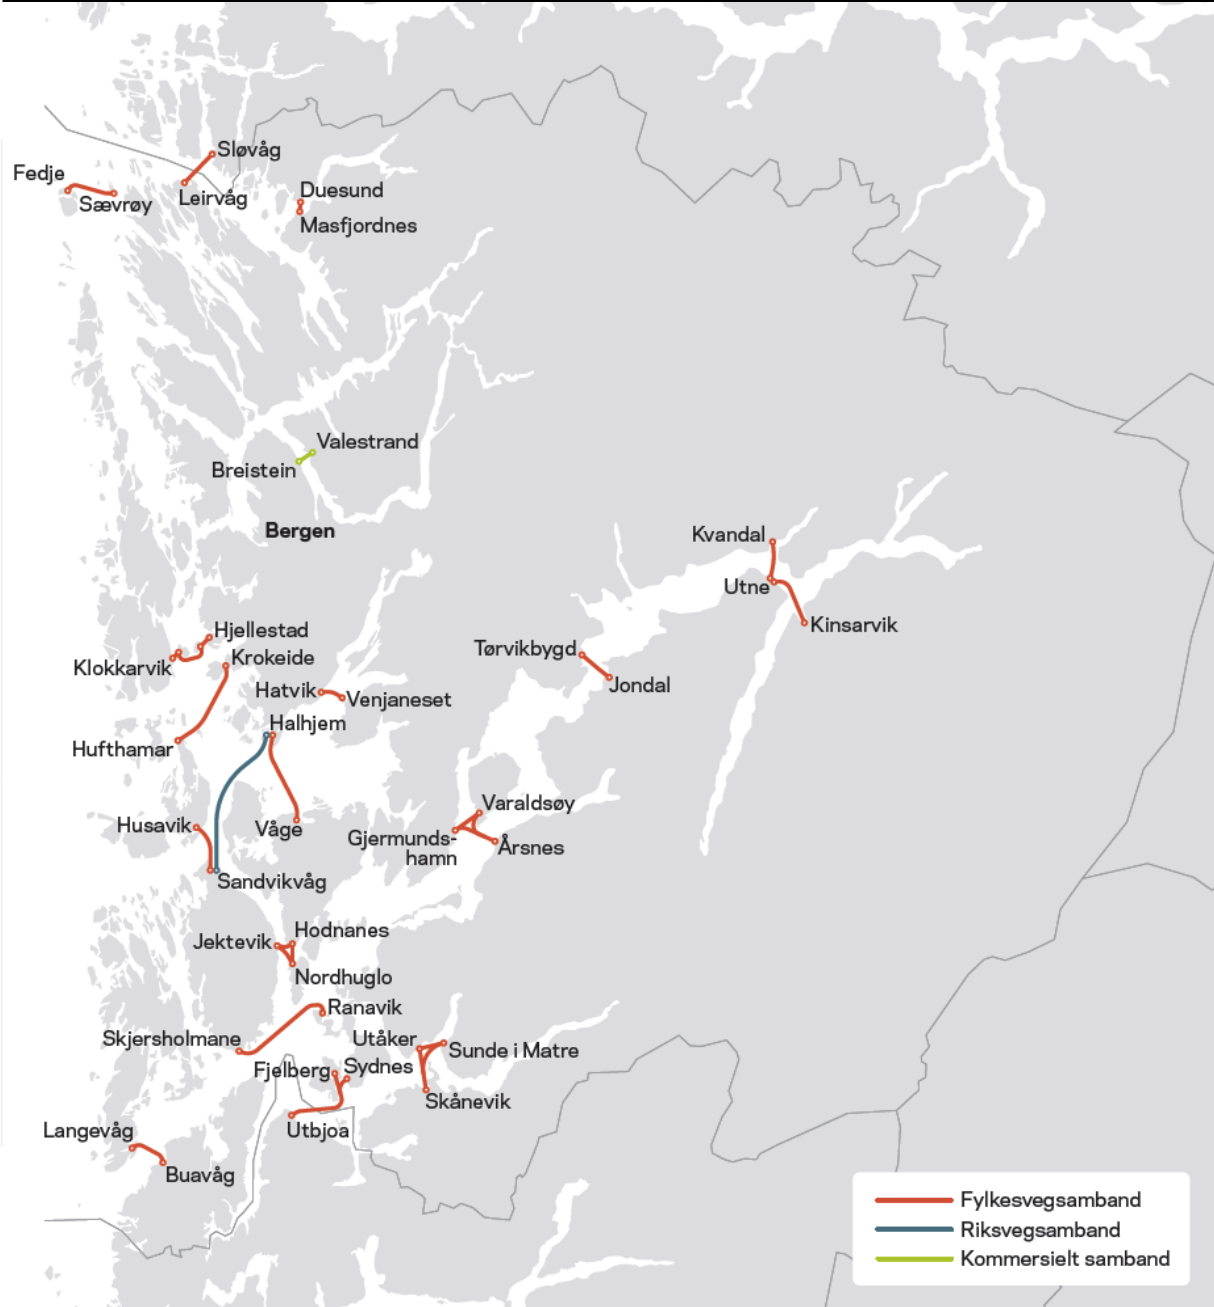 Sløvåg
Fedje
Leirvåg
Sævrøy
Duesund
Masfjordnes
Valestrand
Breistein
Bergen
Kvandal
Utne
Kinsarvik
Hjellestad
Klokkarvik
Krokeide
Tørvikbygd
Jondal
Hatvik
Venjaneset
Halhjem
Hufthamar
Varaldsøy
Husavik
Våge
Gjermunds-
hamn
Årsnes
Sandvikvåg
Hodnanes
Jektevik
Nordhuglo
Ranavik
Skjersholmane
Utåker
Sunde i Matre
Fjelberg
Sydnes
Skånevik
Utbjoa
Langevåg
Buavåg
Fylkesvegsamband
Riksvegsamband
Kommersielt samband